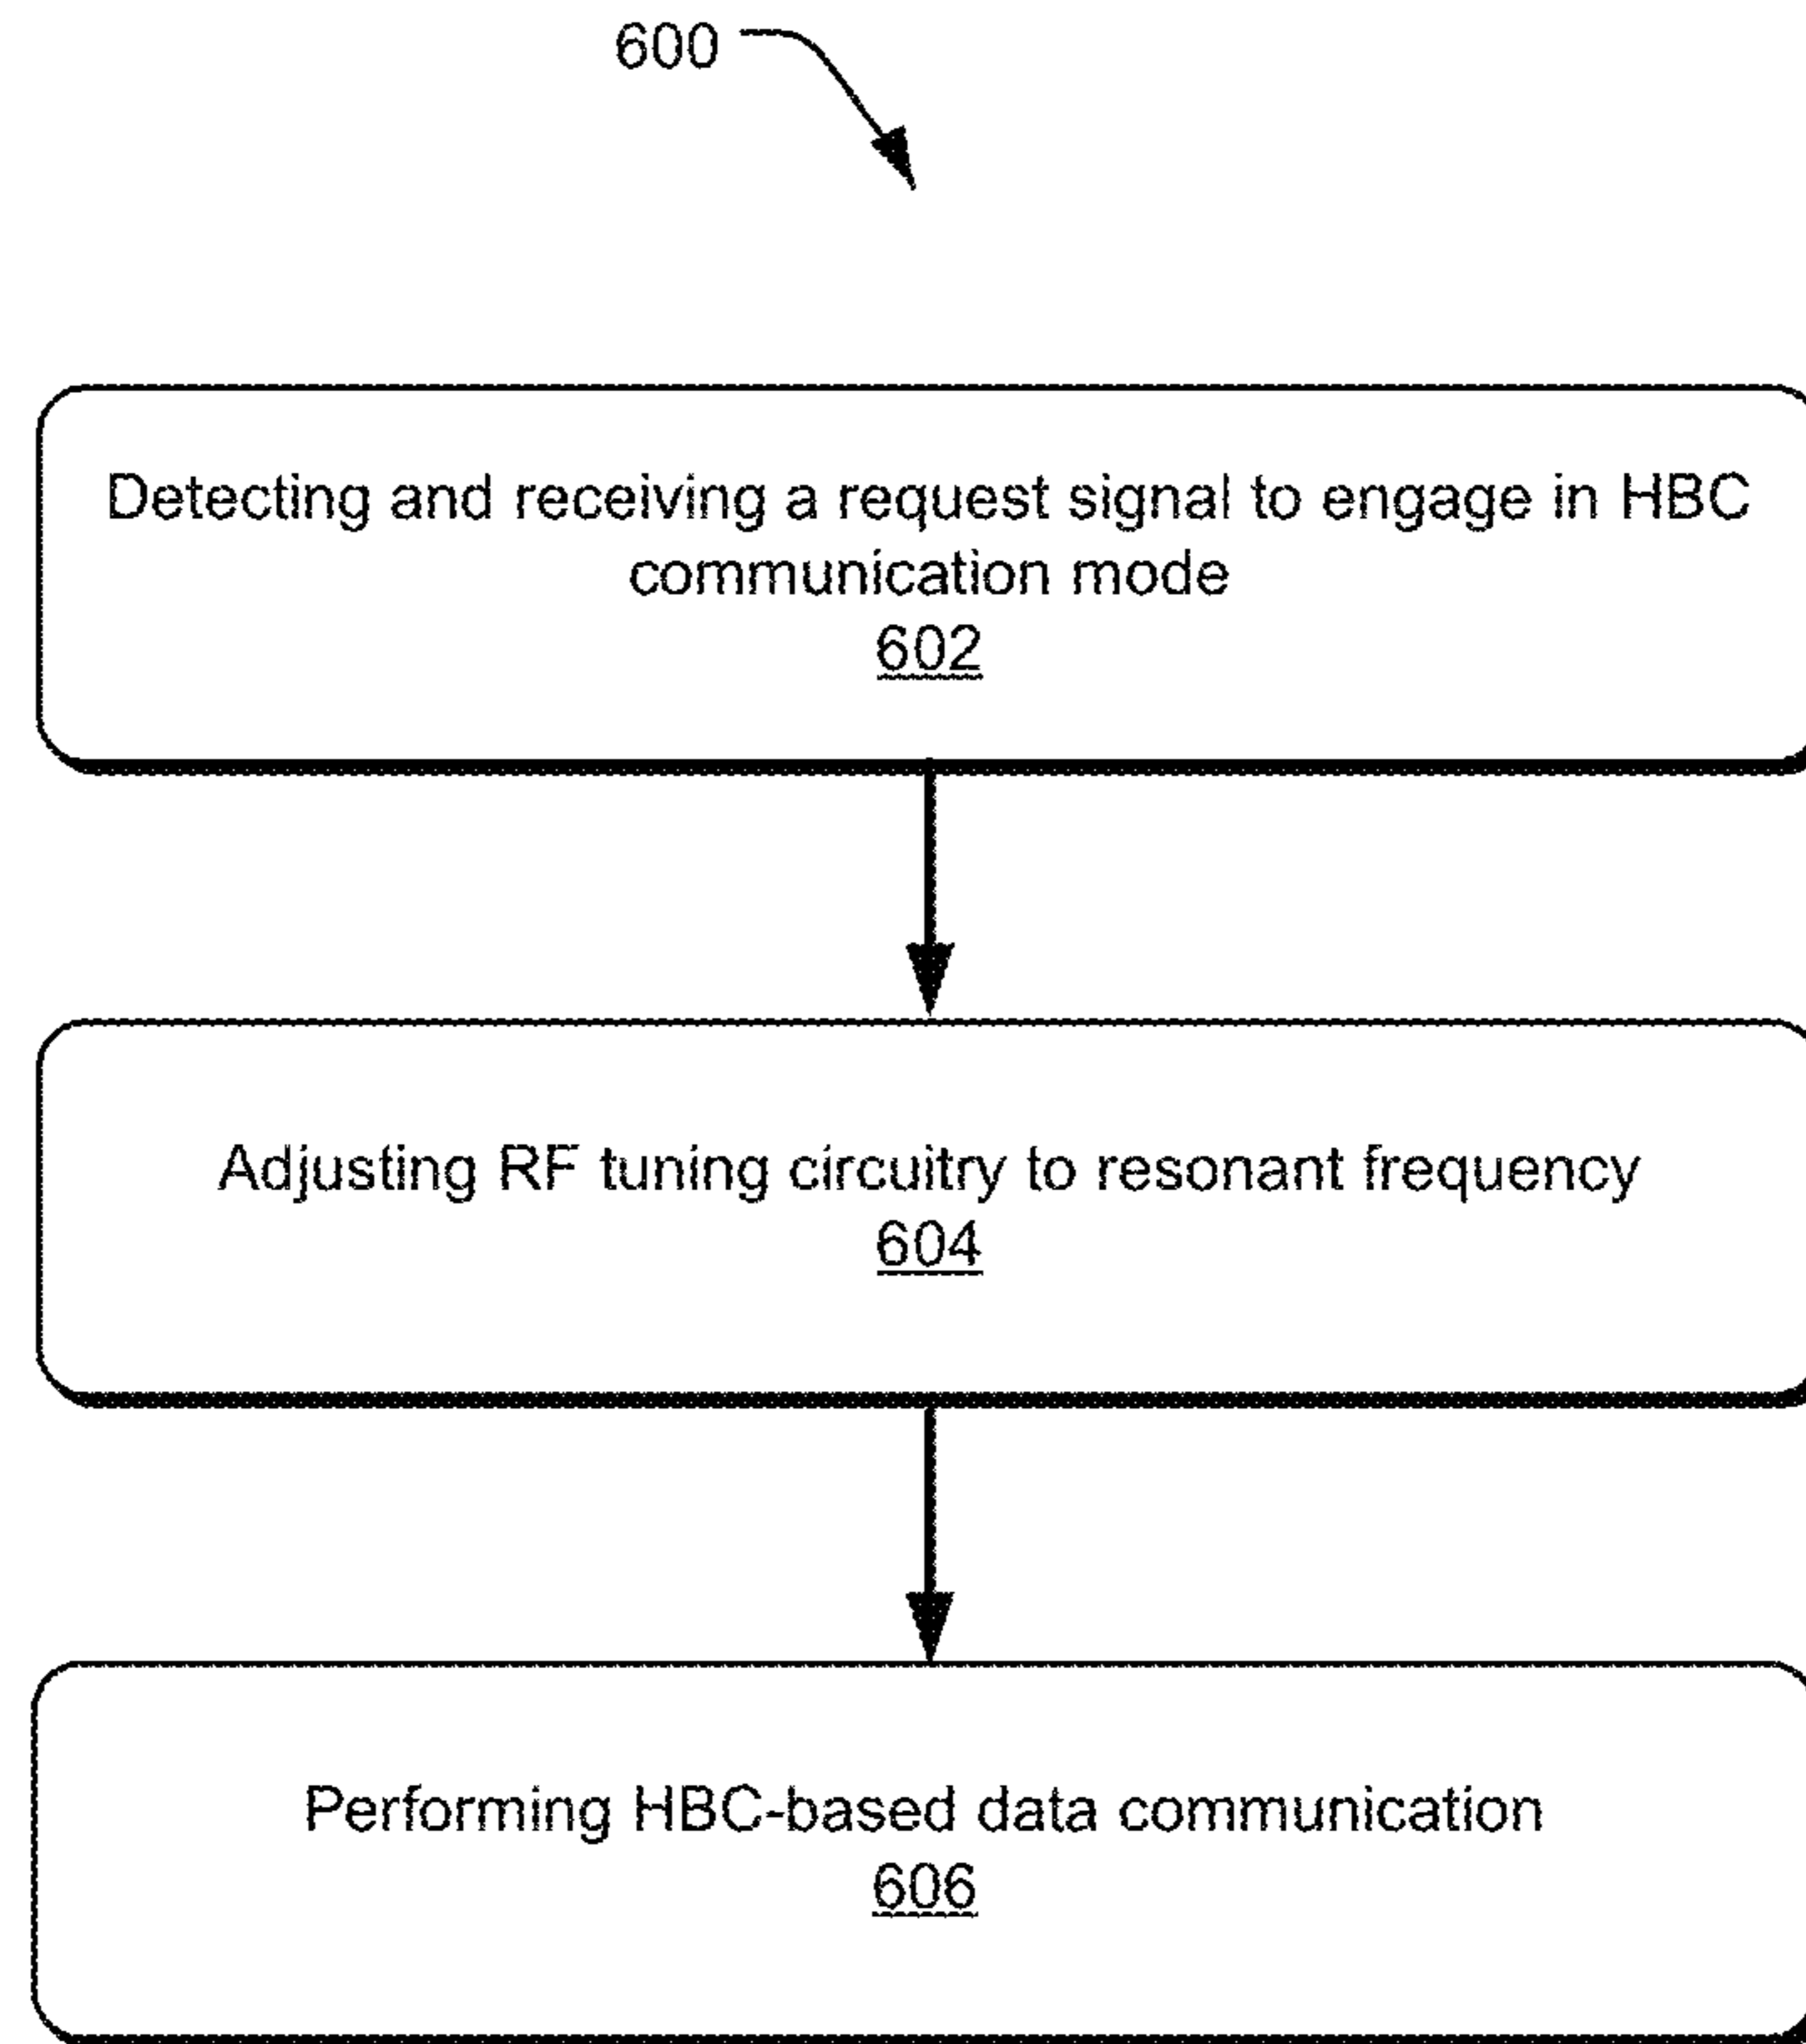 600
Detecting and receiving a request signal to engage in HBC
communication mode
602
Adjusting RF tuning circuitry to resonant frequency
604
Performing HBC-based data communication
606